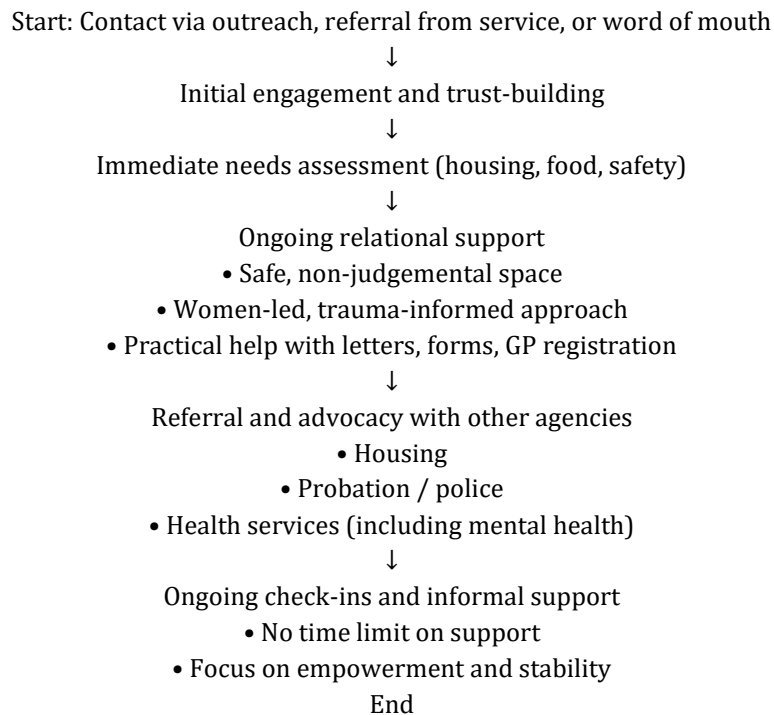 Start: Contact via outreach, referral from service, or word of mouth
↓
Initial engagement and trust-building
↓
Immediate needs assessment (housing, food, safety)
↓
Ongoing relational support
• Safe, non-judgemental space
• Women-led, trauma-informed approach
• Practical help with letters, forms, GP registration
↓
Referral and advocacy with other agencies
• Housing
• Probation / police
• Health services (including mental health)
↓
Ongoing check-ins and informal support
• No time limit on support
• Focus on empowerment and stability
End